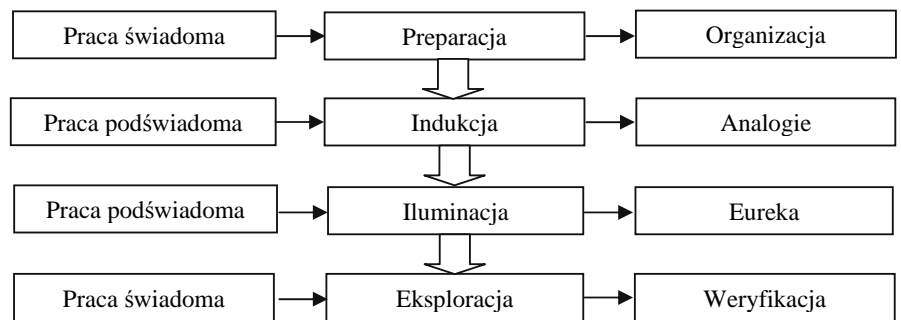 Praca świadoma Preparacja Organizacja
Praca podświadoma Indukcja Analogie
Praca podświadoma Iluminacja Eureka
Praca świadoma Eksploracja Weryfikacja